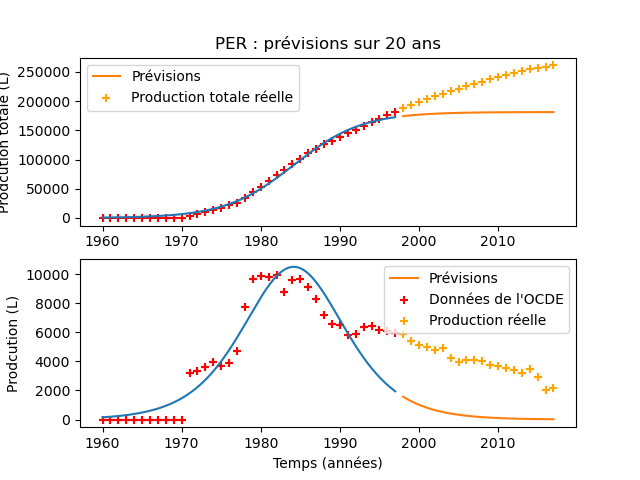 PER : prévisions sur 20 ans
Prodcution totale (L)
250000
200000
150000
100000
50000
0
Prévisions
Production totale réelle
1960 1970 1980 1990 2000 2010
Prodcution (L)
10000
8000
6000
4000
2000
0
Prévisions
Données de l'OCDE
Production réelle
1960 1970 1980 1990 2000 2010
Temps (années)